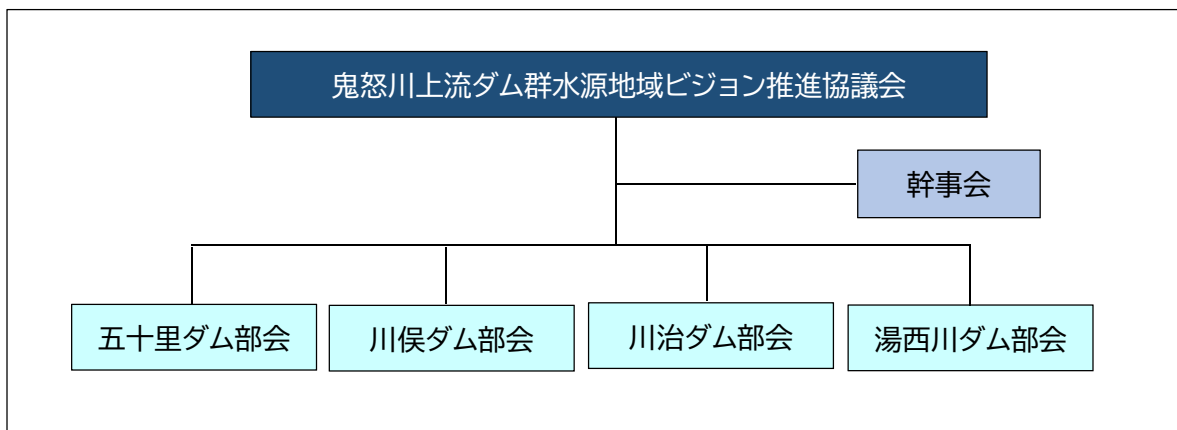 鬼怒川上流ダム群水源地域ビジョン推進協議会
幹事会
五十里ダム部会
川俣ダム部会
川治ダム部会
湯西川ダム部会